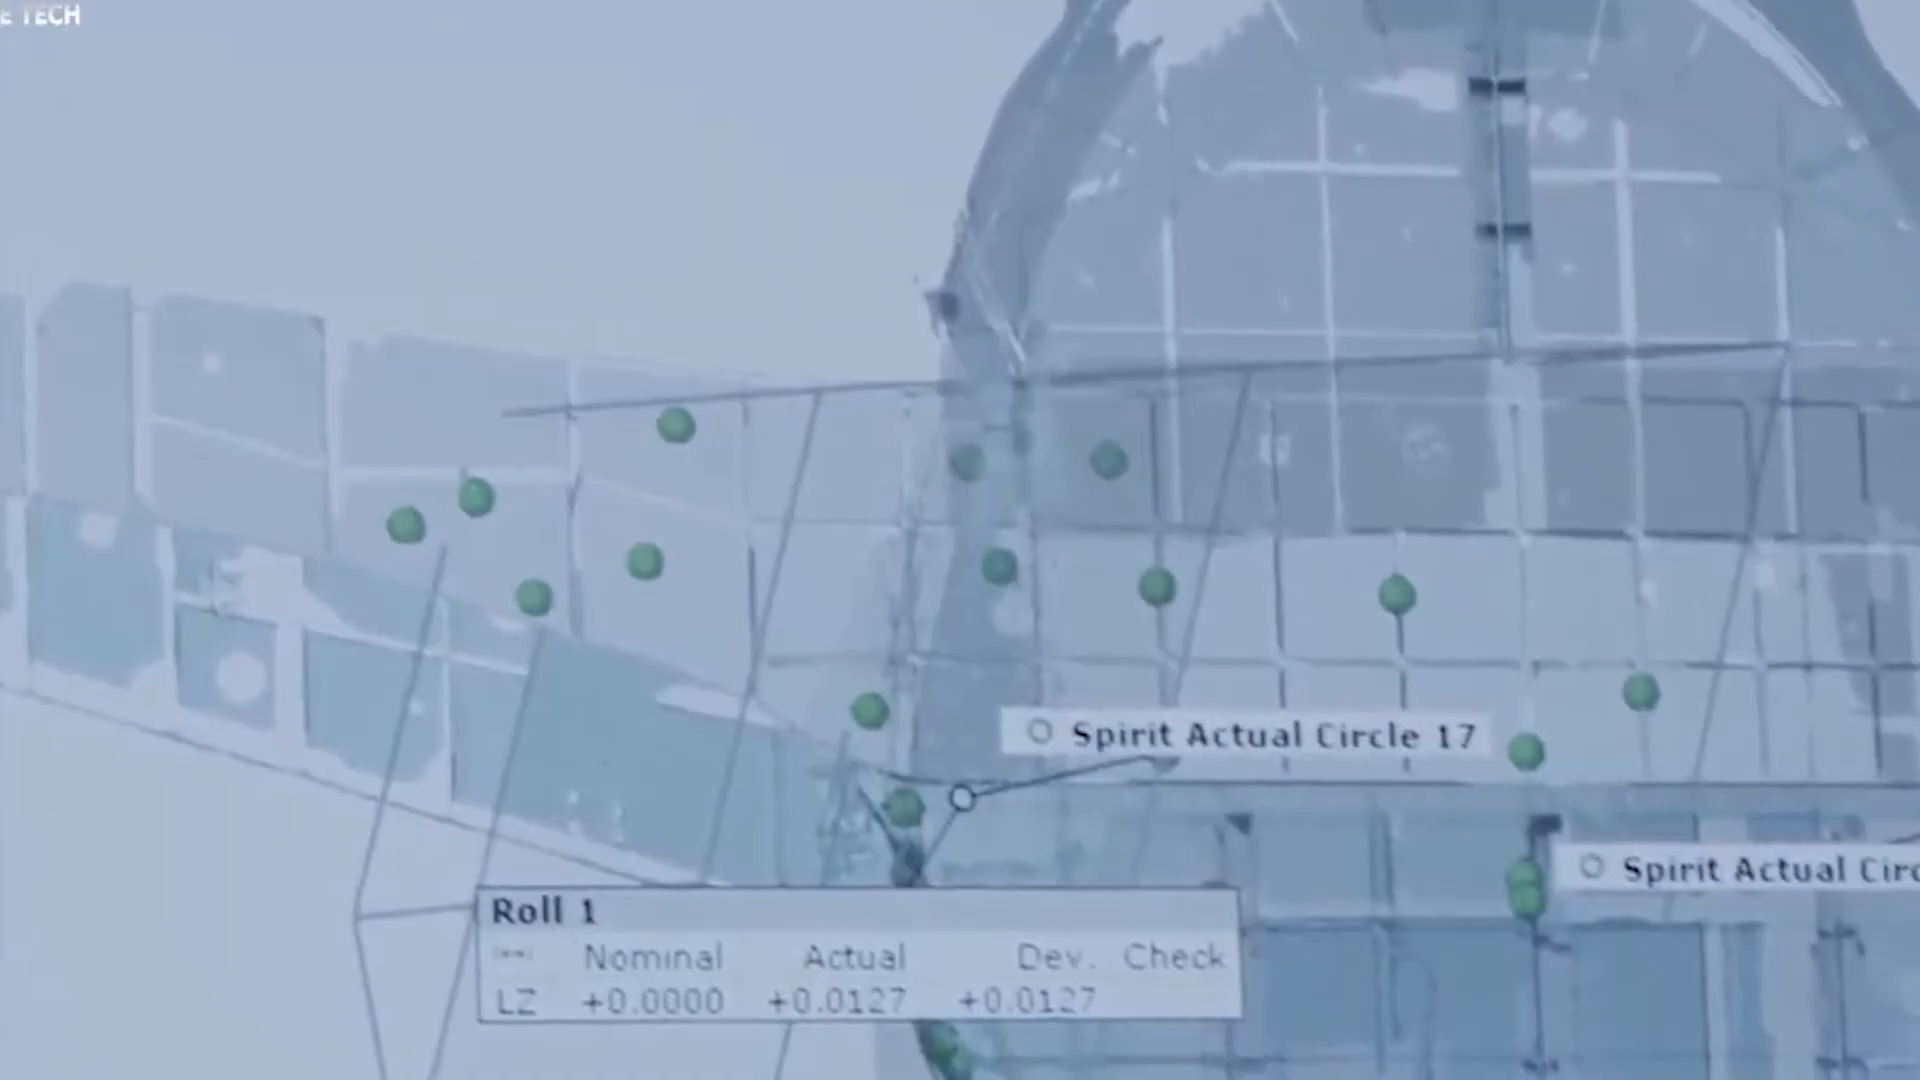 E TECH
Spirit Actual Circle 17
Spirit Actual Circ
Roll 1
Nominal Actual Dev. Check
LZ +0.0000 +0.0127 +0.0127